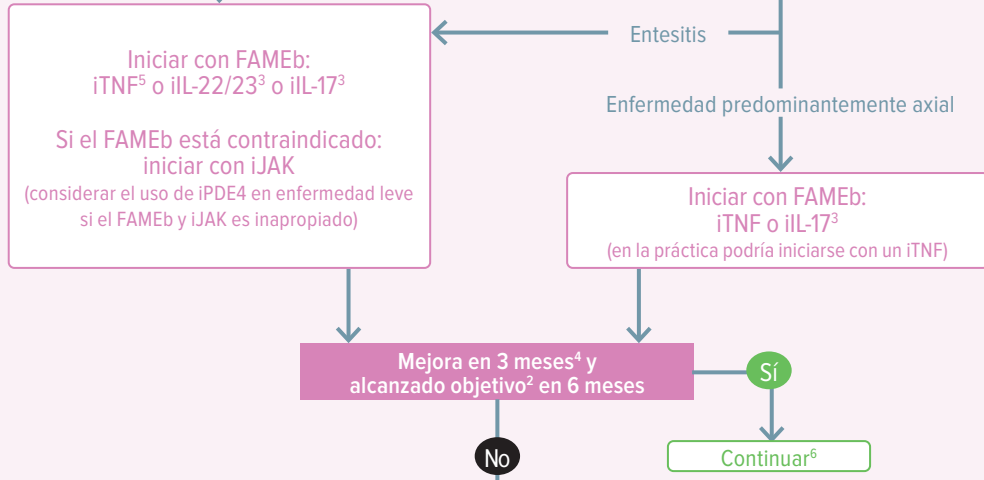 Entesitis
Iniciar con FAMEb:
iTNF⁵ o iIL-22/23³ o iIL-17³
Si el FAMEb está contraindicado:
iniciar con iJAK
(considerar el uso de iPDE4 en enfermedad leve
si el FAMEb y iJAK es inapropiado)
Enfermedad predominantemente axial
Iniciar con FAMEb:
iTNF o iIL-17³
(en la práctica podría iniciarse con un iTNF)
Mejora en 3 meses⁴ y
alcanzado objetivo² en 6 meses
Sí
No
Continuar⁶